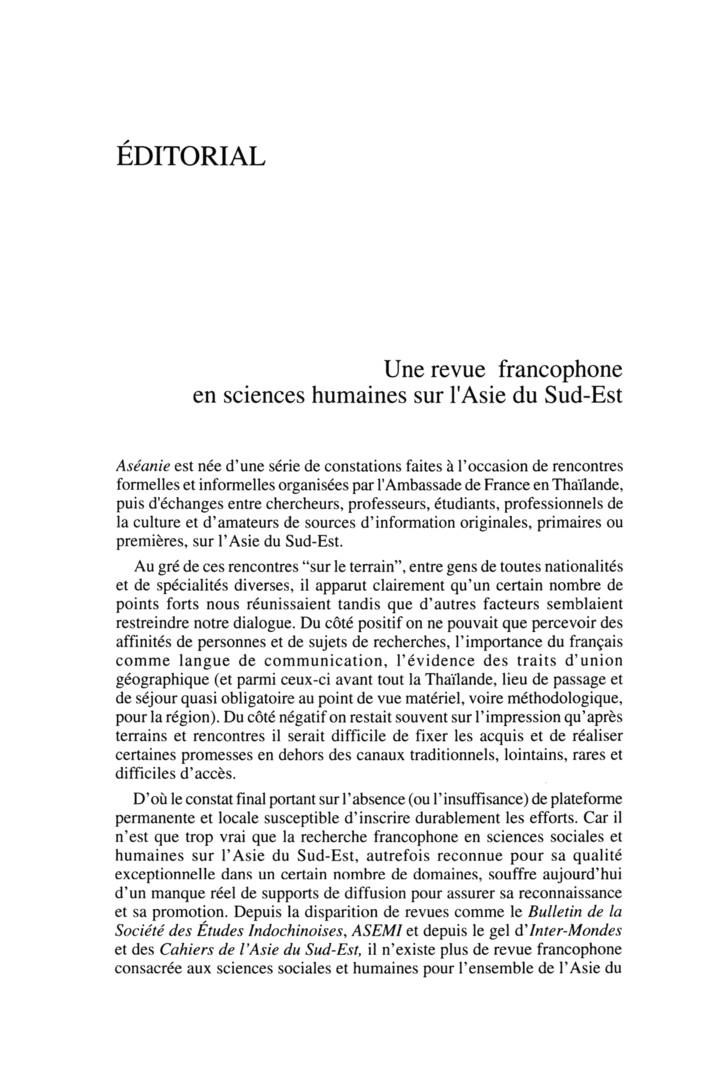 ÉDITORIAL
Une revue francophone
en sciences humaines sur l'Asie du Sud-Est
Aséanie est née d’une série de constations faites à l’occasion de rencontres
formelles et informelles organisées par l'Ambassade de France en Thaïlande,
puis d'échanges entre chercheurs, professeurs, étudiants, professionnels de
la culture et d’amateurs de sources d’information originales, primaires ou
premières, sur l’Asie du Sud-Est.
Au gré de ces rencontres “sur le terrain”, entre gens de toutes nationalités
et de spécialités diverses, il apparut clairement qu’un certain nombre de
points forts nous réunissaient tandis que d’autres facteurs semblaient
restreindre notre dialogue. Du côté positif on ne pouvait que percevoir des
affinités de personnes et de sujets de recherches, l’importance du français
comme langue de communication, l’évidence des traits d’union
géographique (et parmi ceux-ci avant tout la Thaïlande, lieu de passage et
de séjour quasi obligatoire au point de vue matériel, voire méthodologique,
pour la région). Du côté négatif on restait souvent sur l’impression qu’après
terrains et rencontres il serait difficile de fixer les acquis et de réaliser
certaines promesses en dehors des canaux traditionnels, lointains, rares et
difficiles d’accès.
D’où le constat final portant sur l’absence (ou l’insuffisance) de plateforme
permanente et locale susceptible d’inscrire durablement les efforts. Car il
n’est que trop vrai que la recherche francophone en sciences sociales et
humaines sur l’Asie du Sud-Est, autrefois reconnue pour sa qualité
exceptionnelle dans un certain nombre de domaines, souffre aujourd’hui
d’un manque réel de supports de diffusion pour assurer sa reconnaissance
et sa promotion. Depuis la disparition de revues comme le Bulletin de la
Société des Études Indochinoises, ASEMI et depuis le gel d’Inter-Mondes
et des Cahiers de l’Asie du Sud-Est, il n’existe plus de revue francophone
consacrée aux sciences sociales et humaines pour l’ensemble de l’Asie du